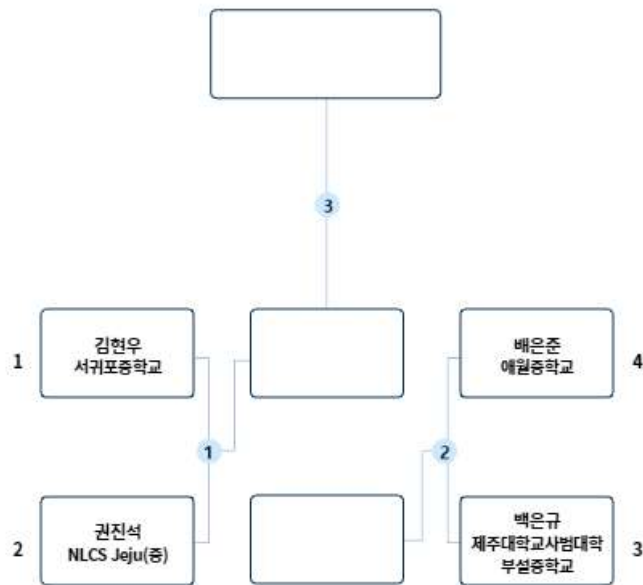 3
1
김현우
서귀포중학교
배은준
애월중학교
4
1
2
2
권진석
NLCS Jeju(중)
백은규
제주대학교사범대학
부설중학교
3